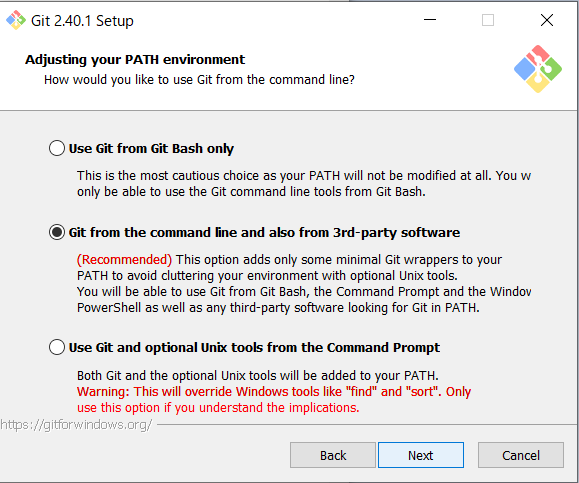 Git 2.40.1 Setup
Adjusting your PATH environment
How would you like to use Git from the command line?
Use Git from Git Bash only
This is the most cautious choice as your PATH will not be modified at all. You w
only be able to use the Git command line tools from Git Bash.
Git from the command line and also from 3rd-party software
(Recommended) This option adds only some minimal Git wrappers to your
PATH to avoid cluttering your environment with optional Unix tools.
You will be able to use Git from Git Bash, the Command Prompt and the Window
PowerShell as well as any third-party software looking for Git in PATH.
Use Git and optional Unix tools from the Command Prompt
Both Git and the optional Unix tools will be added to your PATH.
Warning: This will override Windows tools like "find" and "sort". Only
use this option if you understand the implications.
https://gitforwindows.org/
Back
Next
Cancel